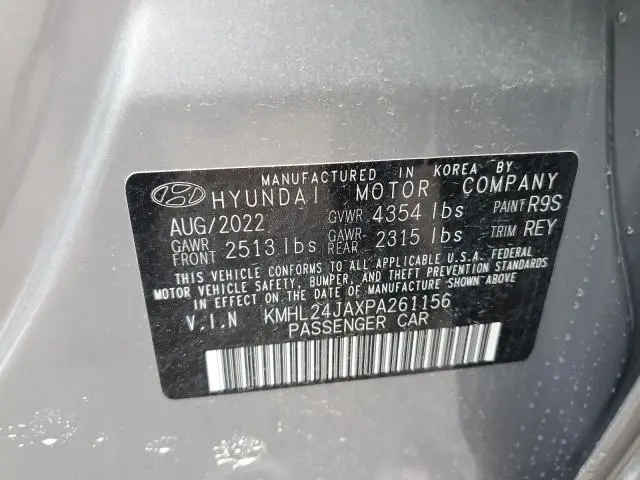 MANUFACTURED IN KOREA BY
HYUNDAI MOTOR COMPANY
AUG/2022 GVWR 4354 lbs PAINT R9S
GAWR FRONT 2513 lbs GAWR REAR 2315 lbs TRIM REY
THIS VEHICLE CONFORMS TO ALL APPLICABLE U.S.A. FEDERAL
MOTOR VEHICLE SAFETY, BUMPER, AND THEFT PREVENTION STANDARDS
IN EFFECT ON THE DATE OF MANUFACTURE SHOWN ABOVE
V.I.N KMHL24JAXPA261156
PASSENGER CAR